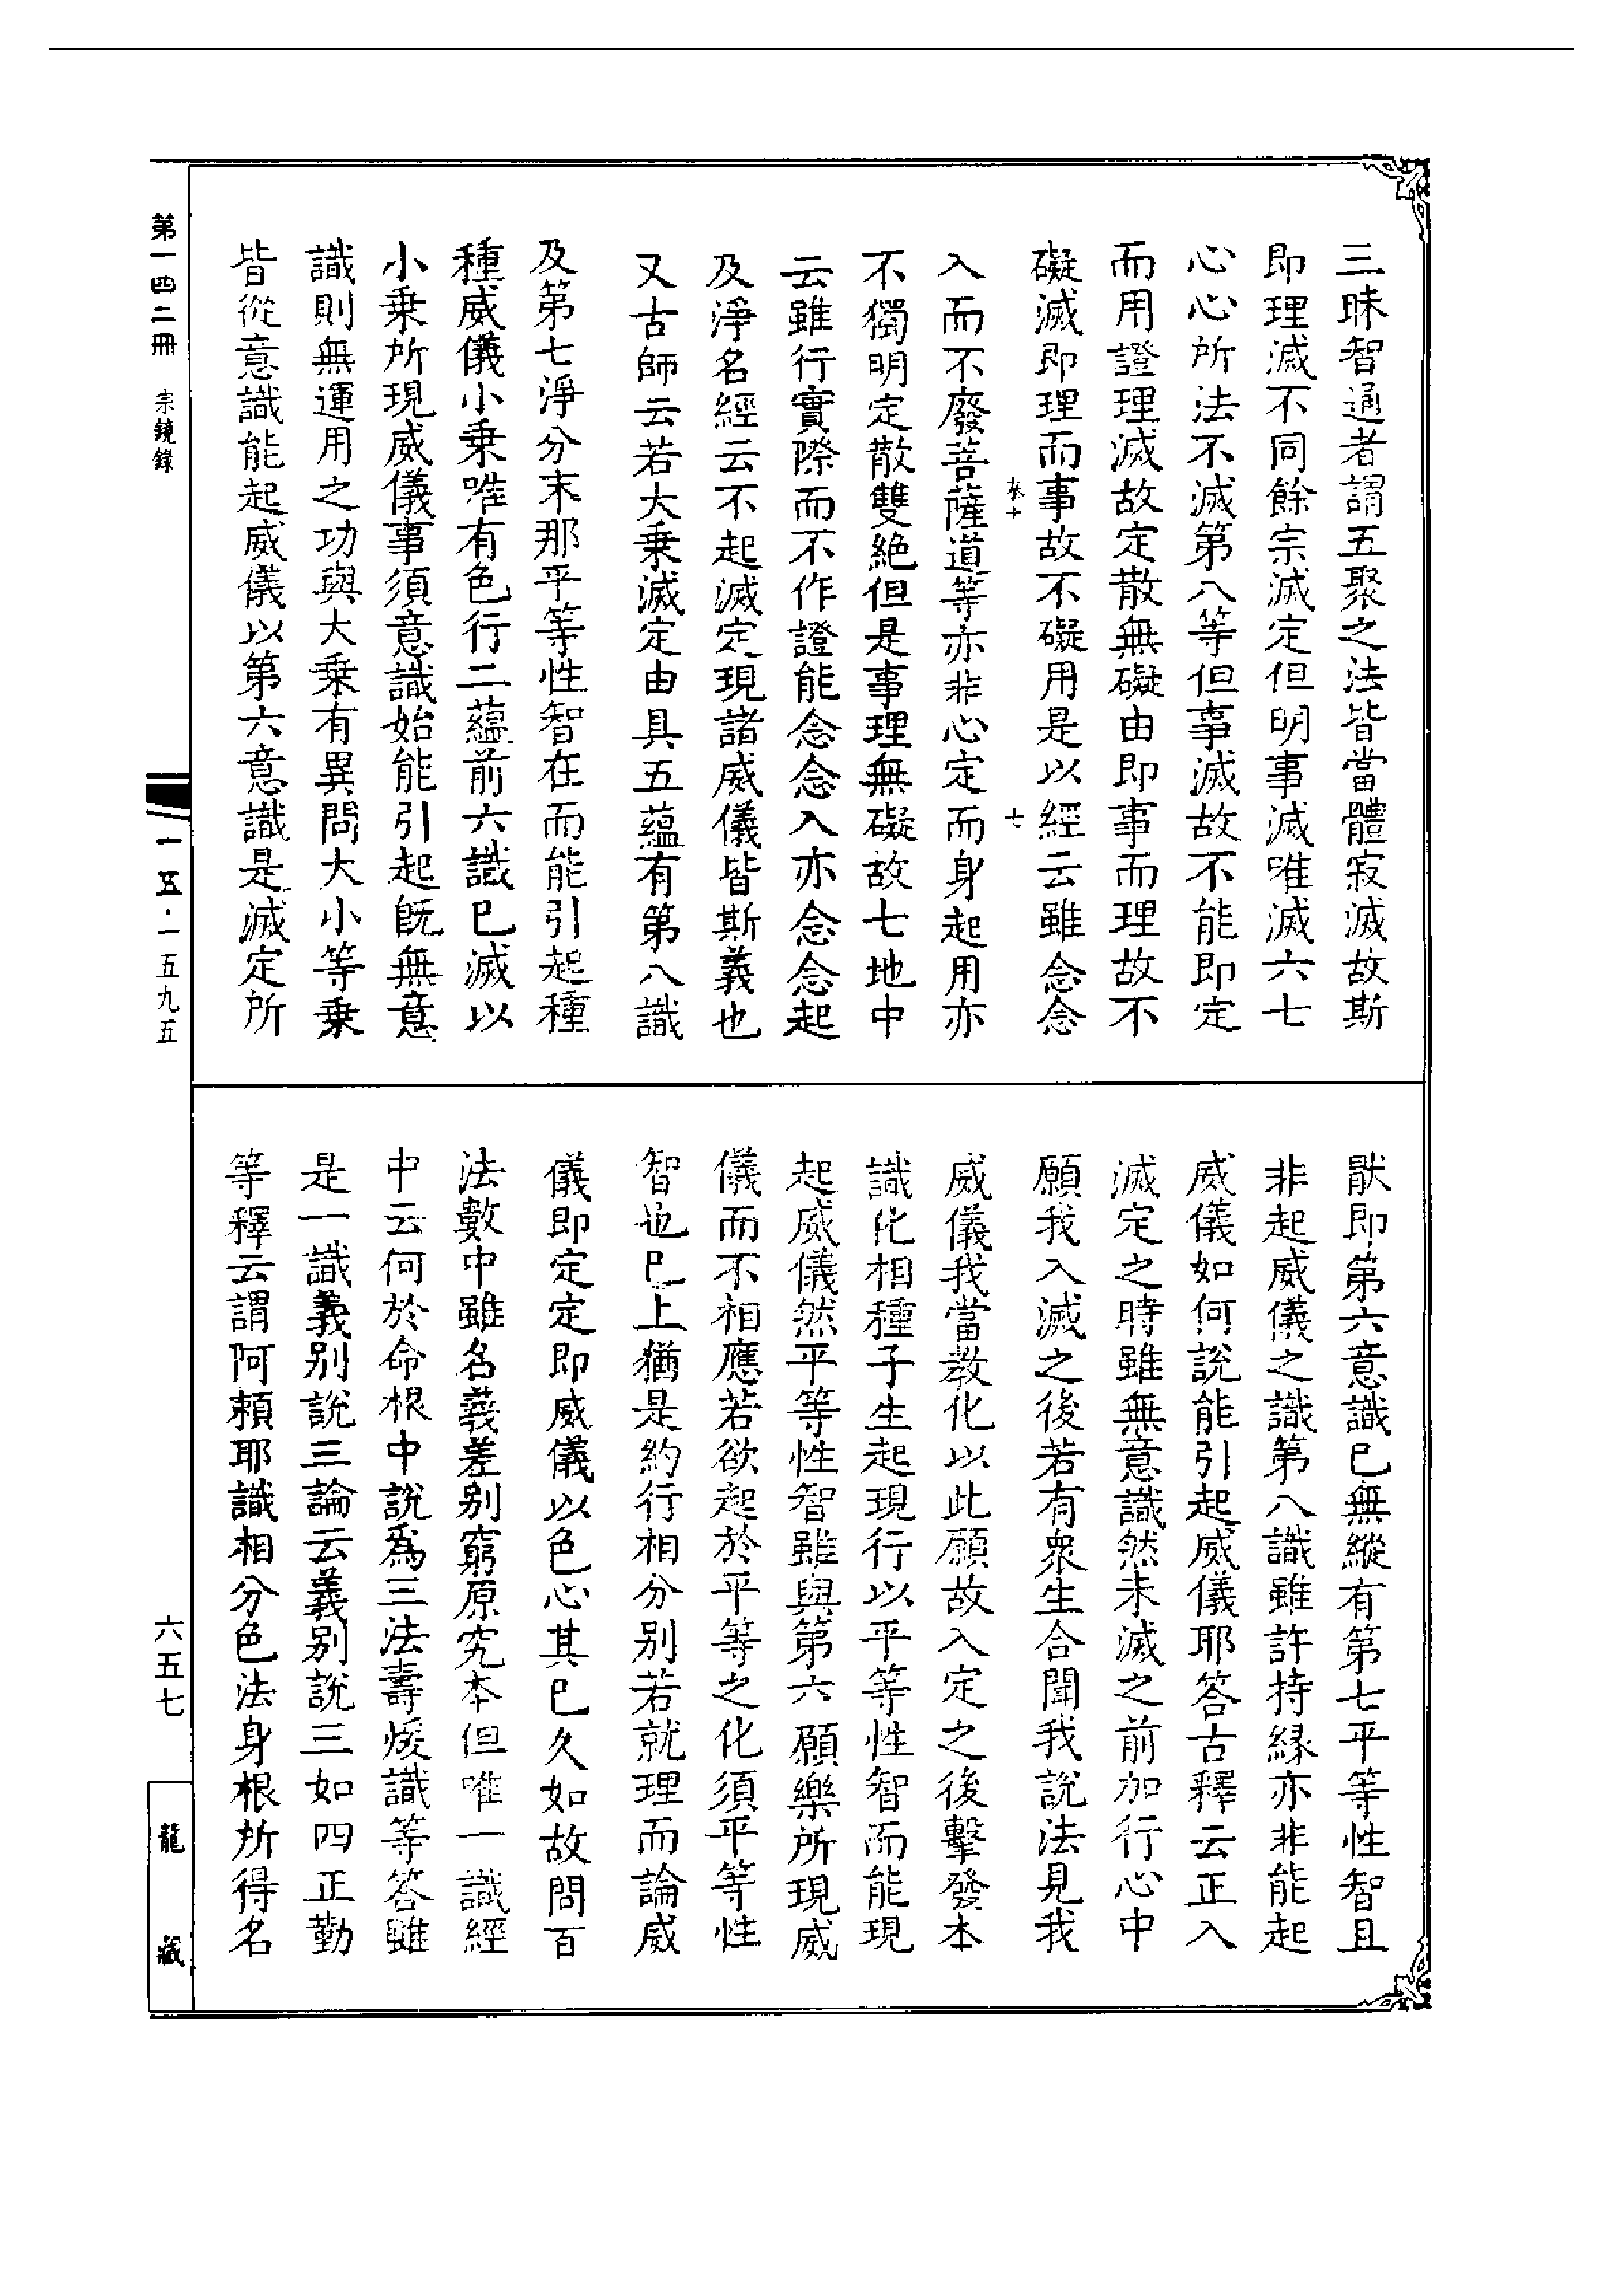 三昧智通者謂五聚之法皆當體寂滅故斯
即理滅不同餘宗滅定但明事滅唯滅六七
心心所法不滅第八等但事滅故不能即定
而用證理滅故定散無礙由即事而理故不
礙滅即理而事故不礙用是以經云雖念念
卷十 七
入而不廢菩薩道等亦非心定而身起用亦
不獨明定散雙絶但是事理無礙故七地中
云雖行實際而不作證能念念入亦念念起
及淨名經云不起滅定現諸威儀皆斯義也
又古師云若大乗滅定由具五蘊有第八識
及第七淨分末那平等性智在而能引起種
種威儀小乗唯有色行二蘊前六識已滅以
小乗所現威儀事須意識始能引起既無意
識則無運用之功與大乗有異問大小等乗
皆從意識能起威儀以第六意識是滅定所
猒即第六意識已無縱有第七平等性智且
非起威儀之識第八識雖許持縁亦非能起
威儀如何說能引起威儀耶答古釋云正入
滅定之時雖無意識然未滅之前加行心中
願我入滅之後若有衆生合聞我說法見我
威儀我當教化以此願故入定之後擊發本
識化相種子生起現行以平等性智而能現
起威儀然平等性智雖與第六願樂所現威
儀而不相應若欲起於平等之化須平等性
智也已上猶是約行相分别若就理而論威
儀即定定即威儀以色心其已久如故問百
法數中雖名義差别窮原究本但唯一識經
中云何於命根中說爲三法壽煖識等答雖
是一識義别說三論云義别說三如四正勤
等釋云謂阿頼耶識相分色法身根所得名
第一四二冊 宗鏡錄
一五·一五九五
六五七
龍藏